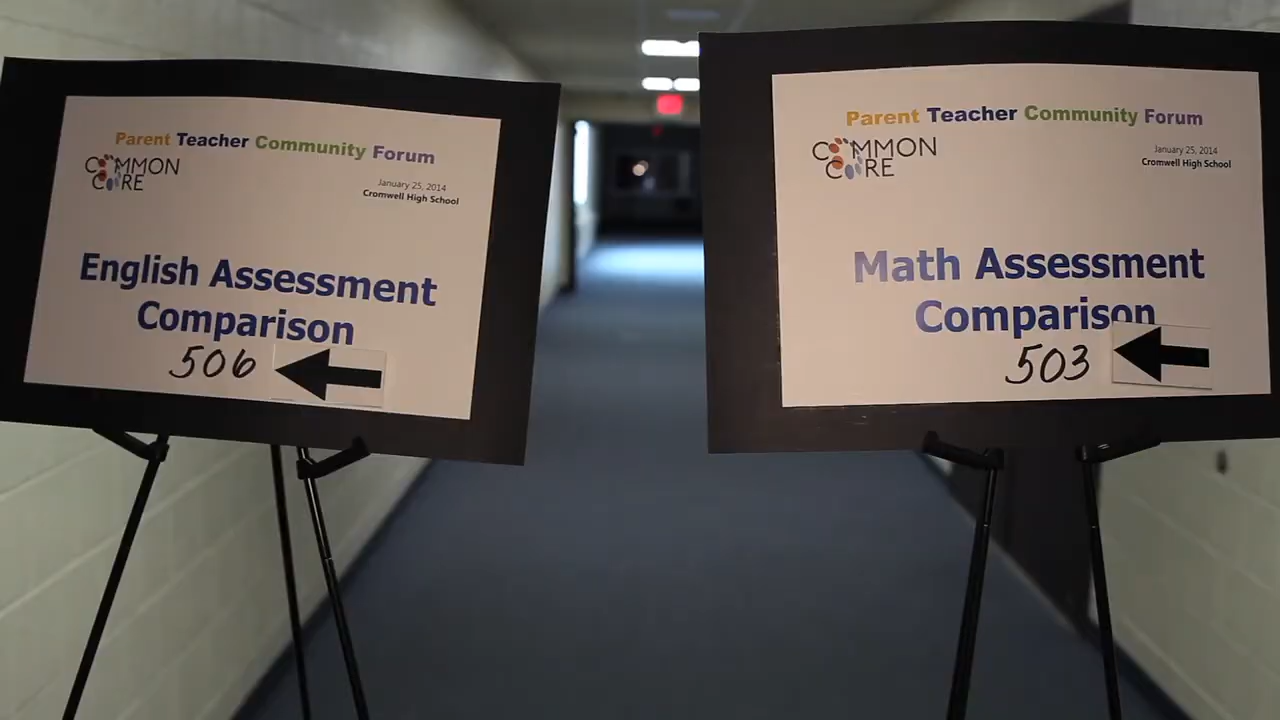 Parent Teacher Community Forum
COMMON
CORE
January 25, 2014
Cromwell High School
English Assessment
Comparison
506
Parent Teacher Community Forum
COMMON
CORE
January 25, 2014
Cromwell High School
Math Assessment
Comparison
503